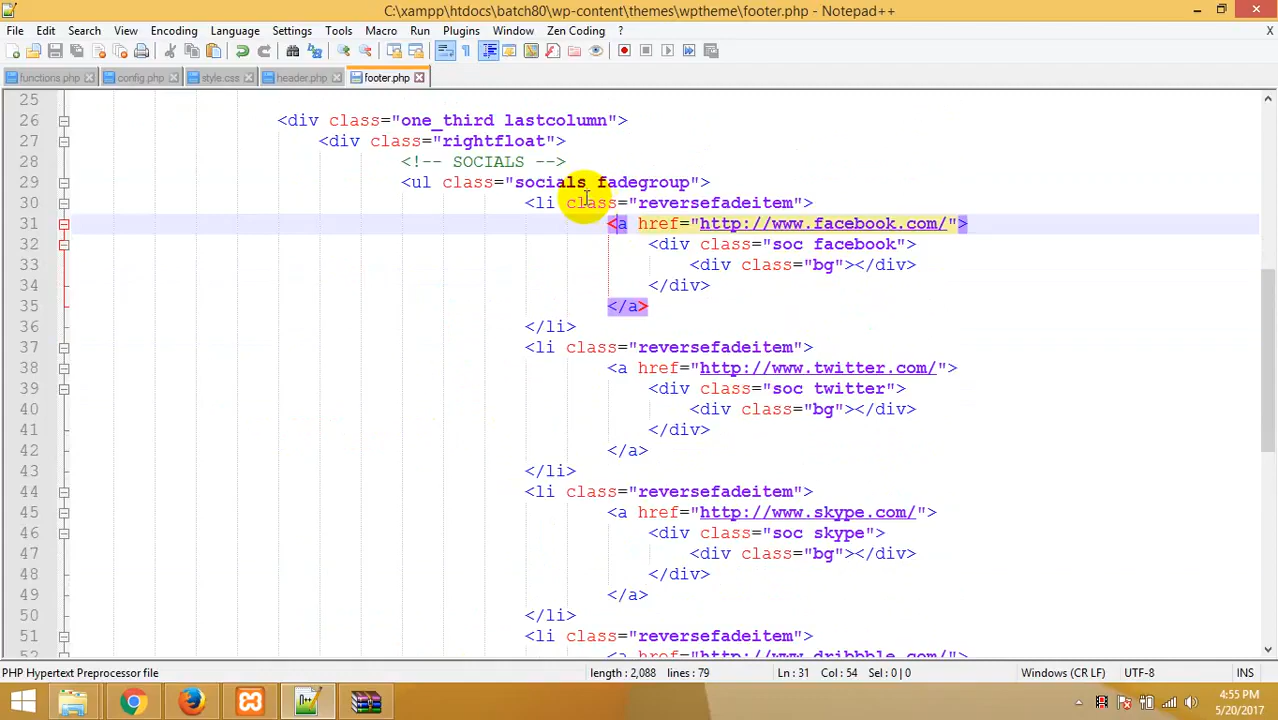 C:\xampp\htdocs\batch80\wp-content\themes\wptheme\footer.php - Notepad++
File Edit Search View Encoding Language Settings Tools Macro Run Plugins Window Zen Coding ? X
functions.php config.php style.css header.php footer.php
25
26 <div class="one_third lastcolumn">
27 <div class="rightfloat">
28 <!-- SOCIALS -->
29 <ul class="socials fadegroup">
30 <li class="reversefadeitem">
31 <a href="http://www.facebook.com/">
32 <div class="soc facebook">
33 <div class="bg"></div>
34 </div>
35 </a>
36 </li>
37 <li class="reversefadeitem">
38 <a href="http://www.twitter.com/">
39 <div class="soc twitter">
40 <div class="bg"></div>
41 </div>
42 </a>
43 </li>
44 <li class="reversefadeitem">
45 <a href="http://www.skype.com/">
46 <div class="soc skype">
47 <div class="bg"></div>
48 </div>
49 </a>
50 </li>
51 <li class="reversefadeitem">
52 <a href="http://www.dribbble.com/">
PHP Hypertext Preprocessor file length : 2,088 lines : 79 Ln : 31 Col : 54 Sel : 0 | 0 Windows (CR LF) UTF-8 INS
4:55 PM
5/20/2017